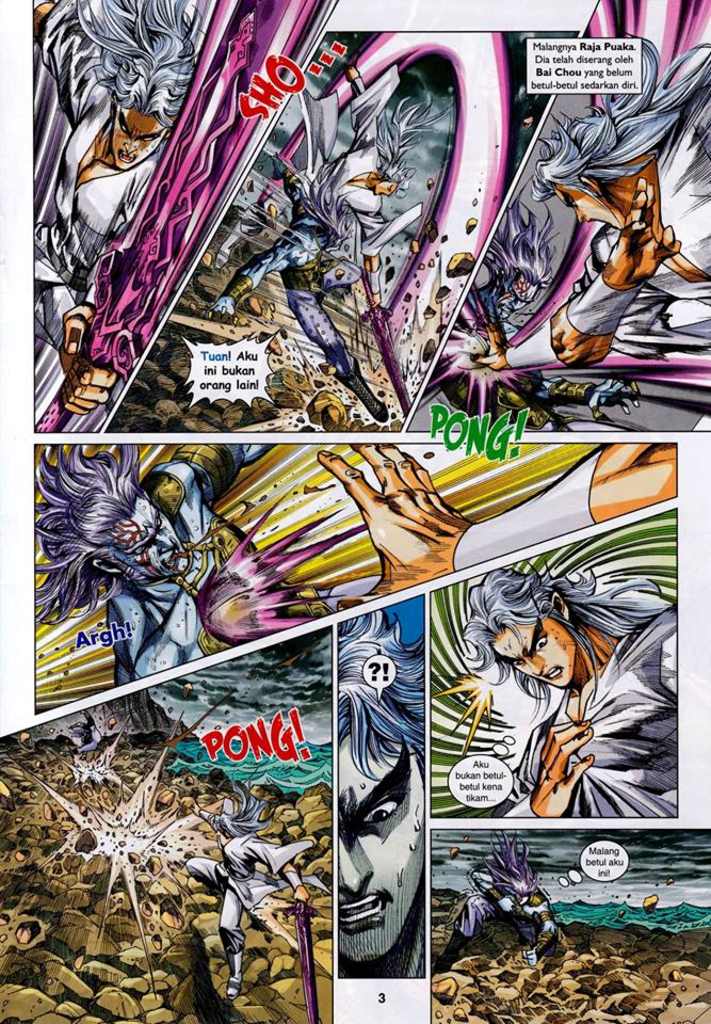 SHO...
Malangnya Raja Puaka.
Dia telah diserang oleh
Bai Chou yang belum
betul-betul sedarkan diri.
Tuan! Aku
ini bukan
orang lain!
PONG!
Argh!
?!
Aku
bukan betul-
betul kena
tikam...
PONG!
Malang
betul aku
ini!
3